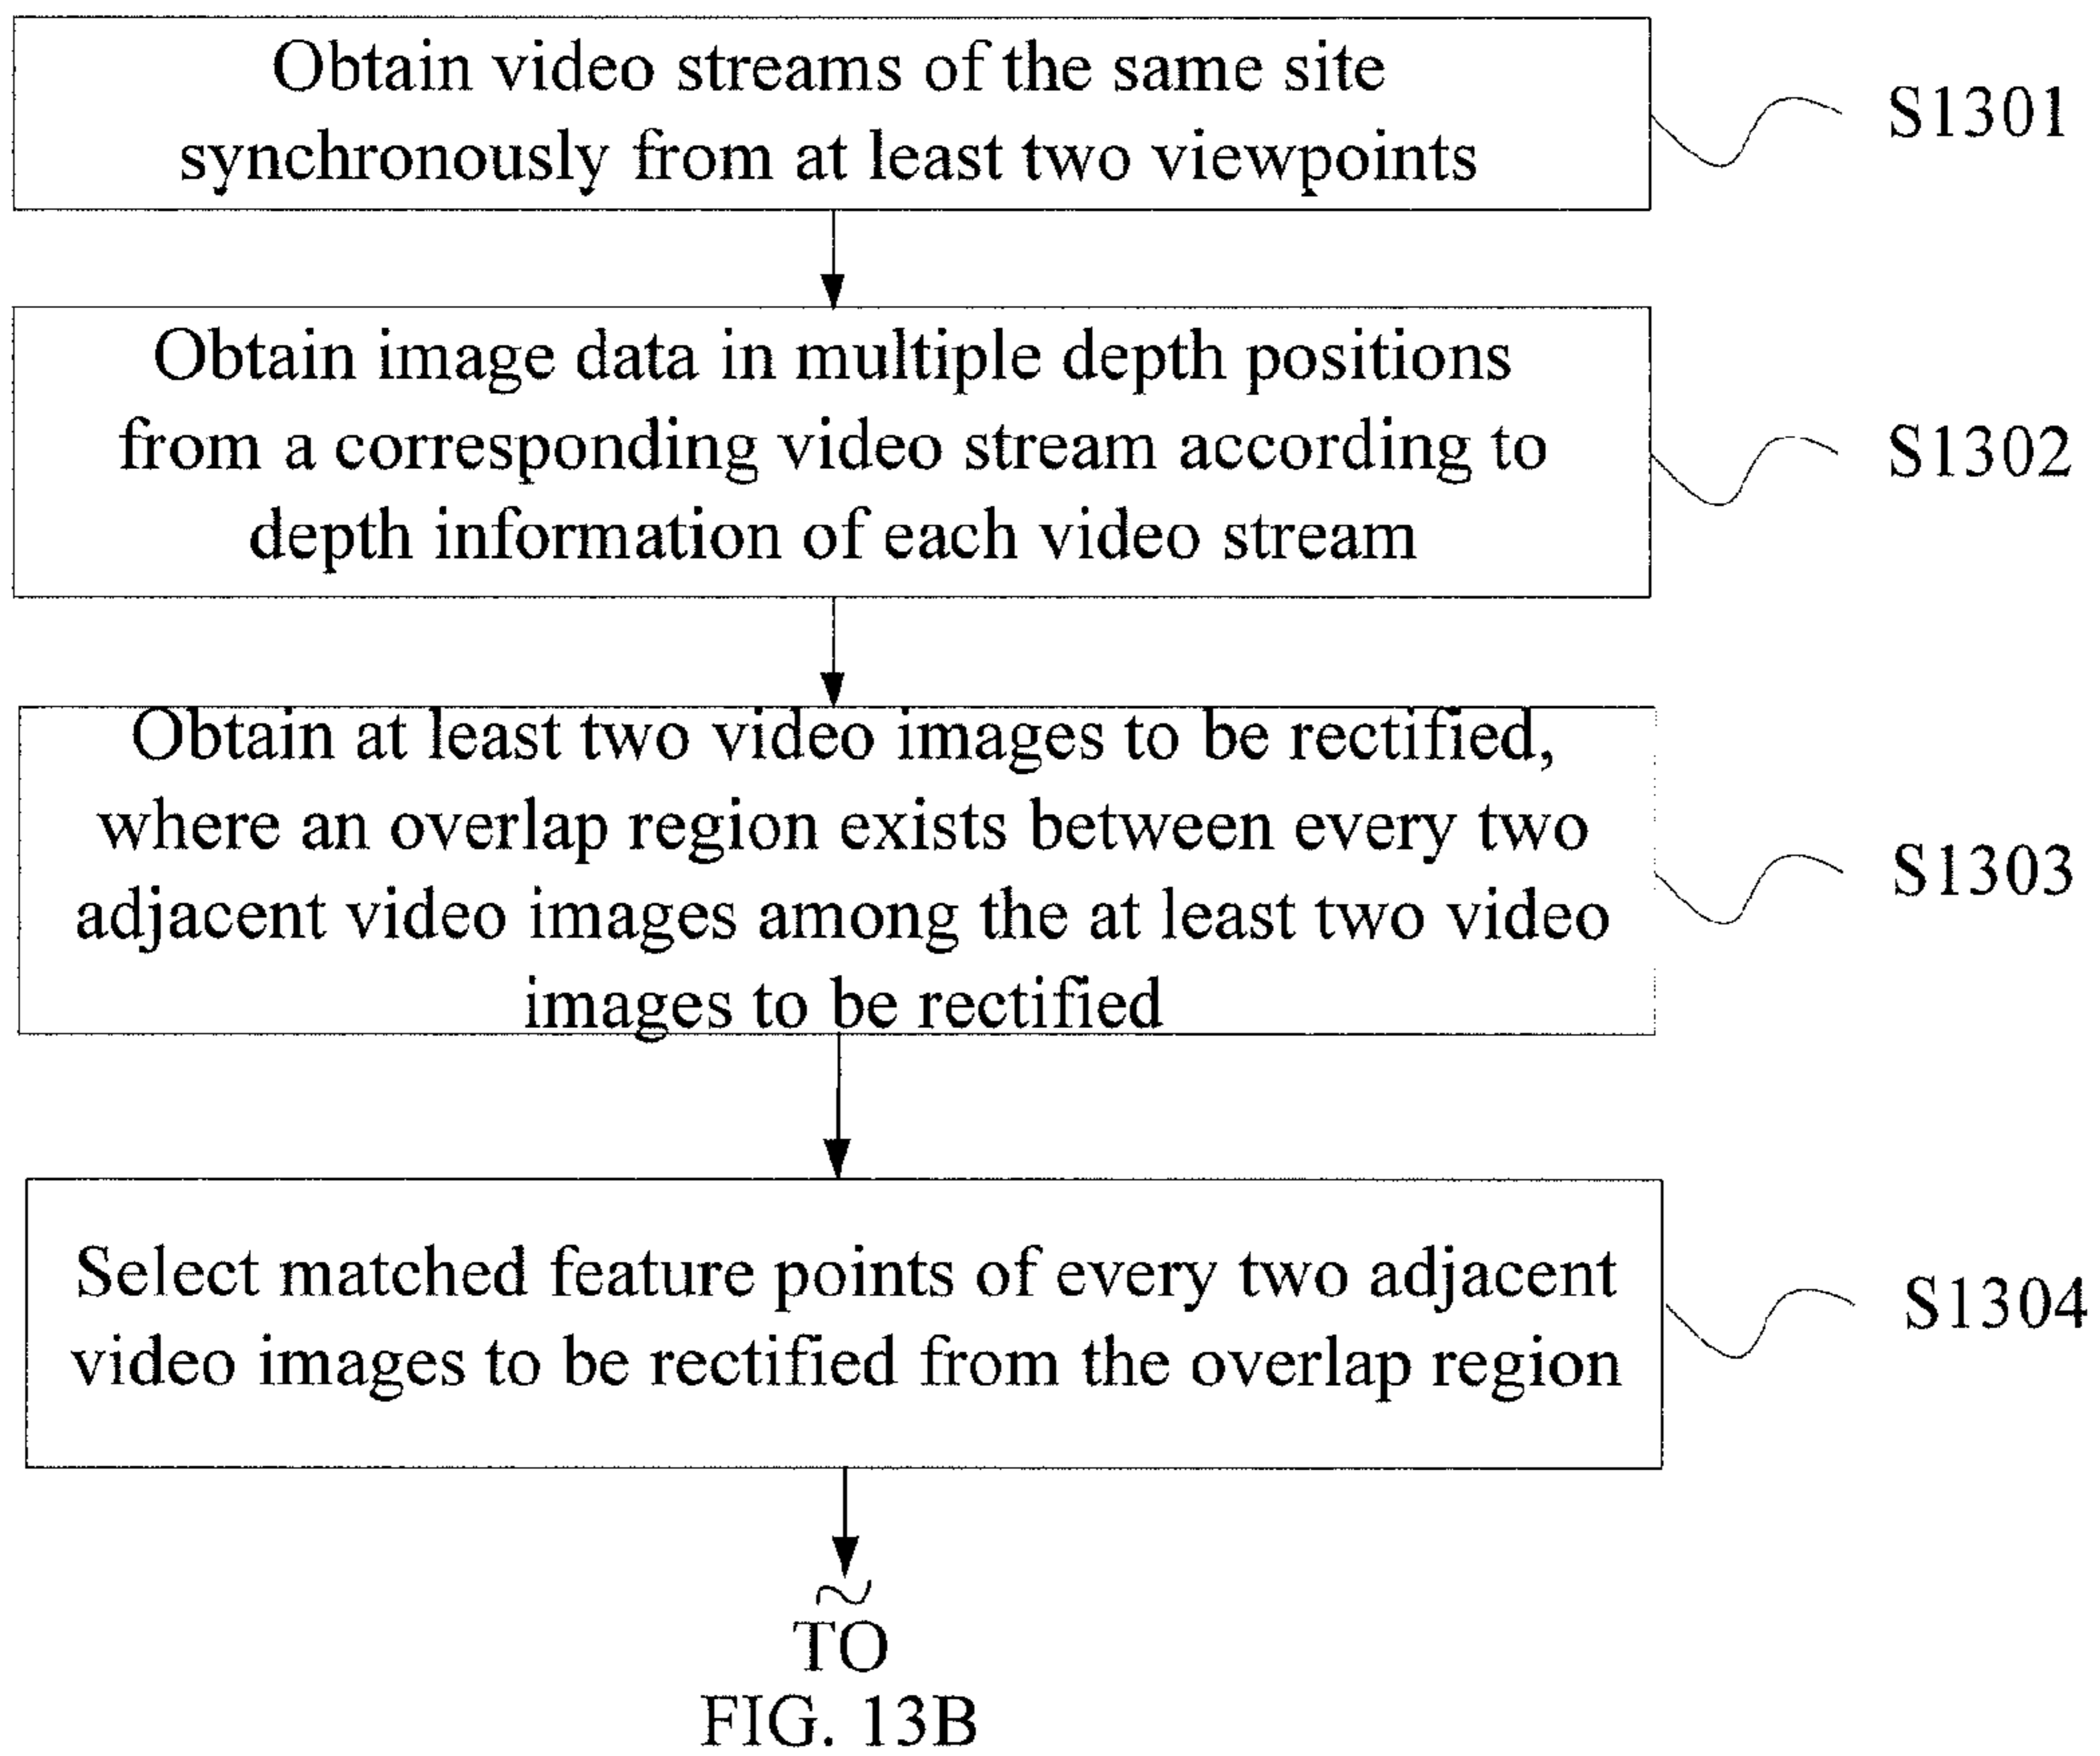 Obtain video streams of the same site
synchronously from at least two viewpoints
S1301
Obtain image data in multiple depth positions
from a corresponding video stream according to
depth information of each video stream
S1302
Obtain at least two video images to be rectified,
where an overlap region exists between every two
adjacent video images among the at least two video
images to be rectified
S1303
Select matched feature points of every two adjacent
video images to be rectified from the overlap region
S1304
TO
FIG. 13B